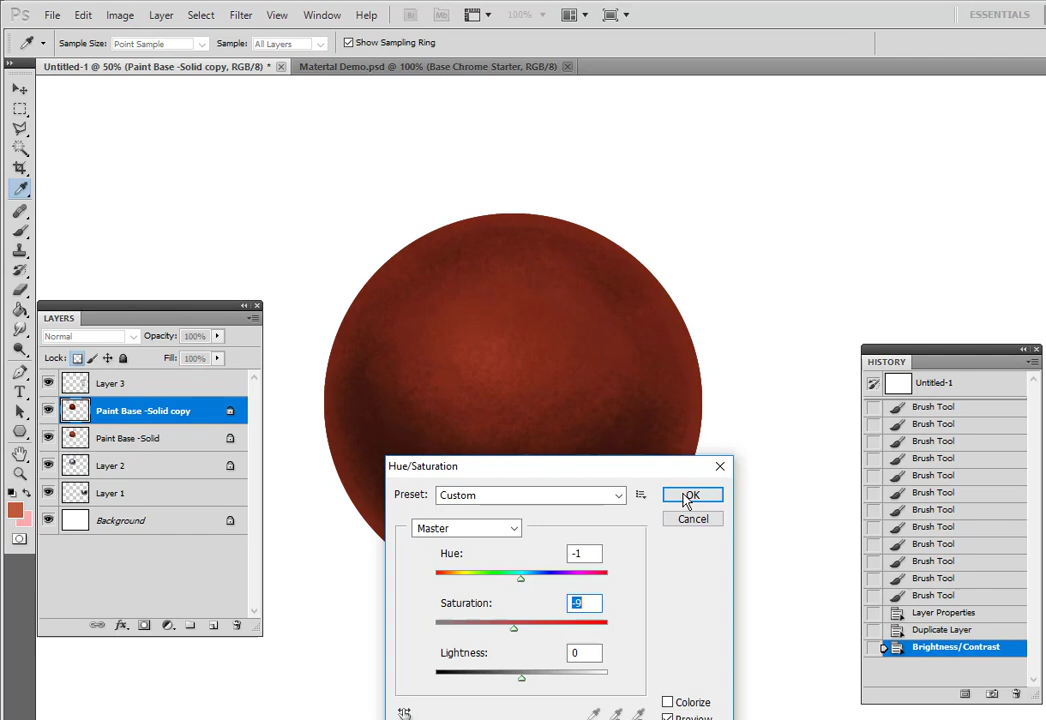 Ps File Edit Image Layer Select Filter View Window Help Br Mb 100% ESSENTIALS
Sample Size: Point Sample Sample: All Layers Show Sampling Ring
Untitled-1 @ 50% (Paint Base -Solid copy, RGB/8) * Material Demo.psd @ 100% (Base Chrome Starter, RGB/8)
LAYERS
Normal Opacity: 100%
Lock: Fill: 100%
Layer 3
Paint Base -Solid copy
Paint Base -Solid
Layer 2
Layer 1
Background
fx
T
Hue/Saturation
Preset: Custom OK
Cancel
Master
Hue: -1
Saturation: -9
Lightness: 0
Colorize
Preview
HISTORY
Untitled-1
Brush Tool
Brush Tool
Brush Tool
Brush Tool
Brush Tool
Brush Tool
Brush Tool
Brush Tool
Brush Tool
Brush Tool
Brush Tool
Brush Tool
Layer Properties
Duplicate Layer
Brightness/Contrast